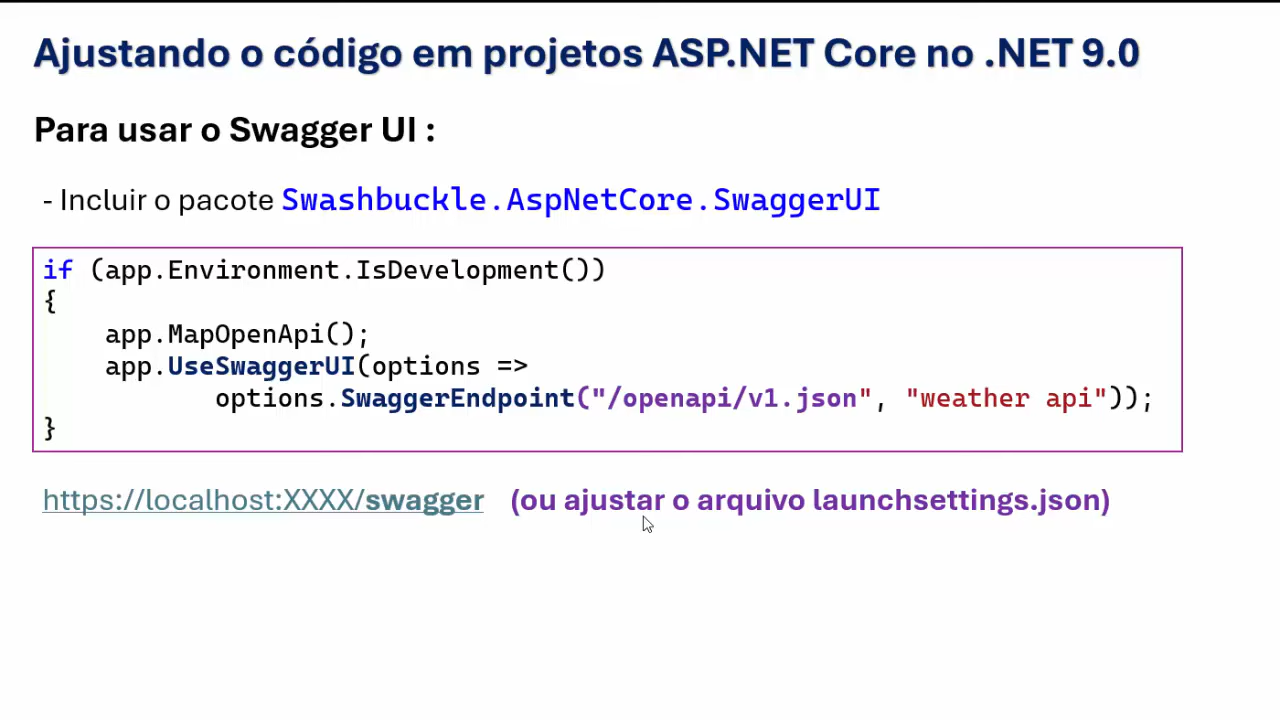 Ajustando o código em projetos ASP.NET Core no .NET 9.0
Para usar o Swagger UI :
- Incluir o pacote Swashbuckle.AspNetCore.SwaggerUI
if (app.Environment.IsDevelopment())
{
    app.MapOpenApi();
    app.UseSwaggerUI(options =>
           options.SwaggerEndpoint("/openapi/v1.json", "weather api"));
}
https://localhost:XXXX/swagger (ou ajustar o arquivo launchsettings.json)